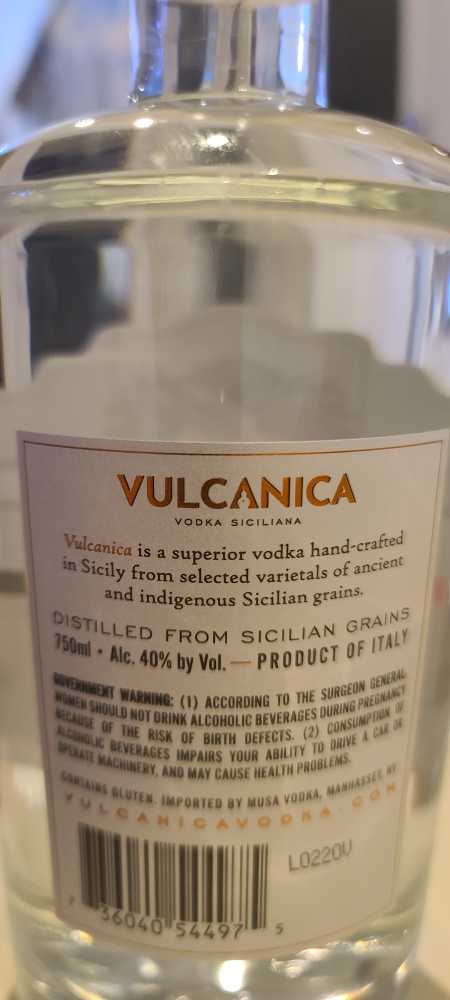 VULCANICA
VODKA SICILIANA
Vulcanica is a superior vodka hand-crafted
in Sicily from selected varietals of ancient
and indigenous Sicilian grains.
DISTILLED FROM SICILIAN GRAINS
750ml • Alc. 40% by Vol. — PRODUCT OF ITALY
GOVERNMENT WARNING: (1) ACCORDING TO THE SURGEON GENERAL
WOMEN SHOULD NOT DRINK ALCOHOLIC BEVERAGES DURING PREGNANCY
BECAUSE OF THE RISK OF BIRTH DEFECTS. (2) CONSUMPTION OF
ALCOHOLIC BEVERAGES IMPAIRS YOUR ABILITY TO DRIVE A CAR OR
OPERATE MACHINERY, AND MAY CAUSE HEALTH PROBLEMS.
CONTAINS GLUTEN. IMPORTED BY MUSA VODKA, MANHASSET, NY
VULCANICAVODKA.COM
L0220V
7 36040 54497 5